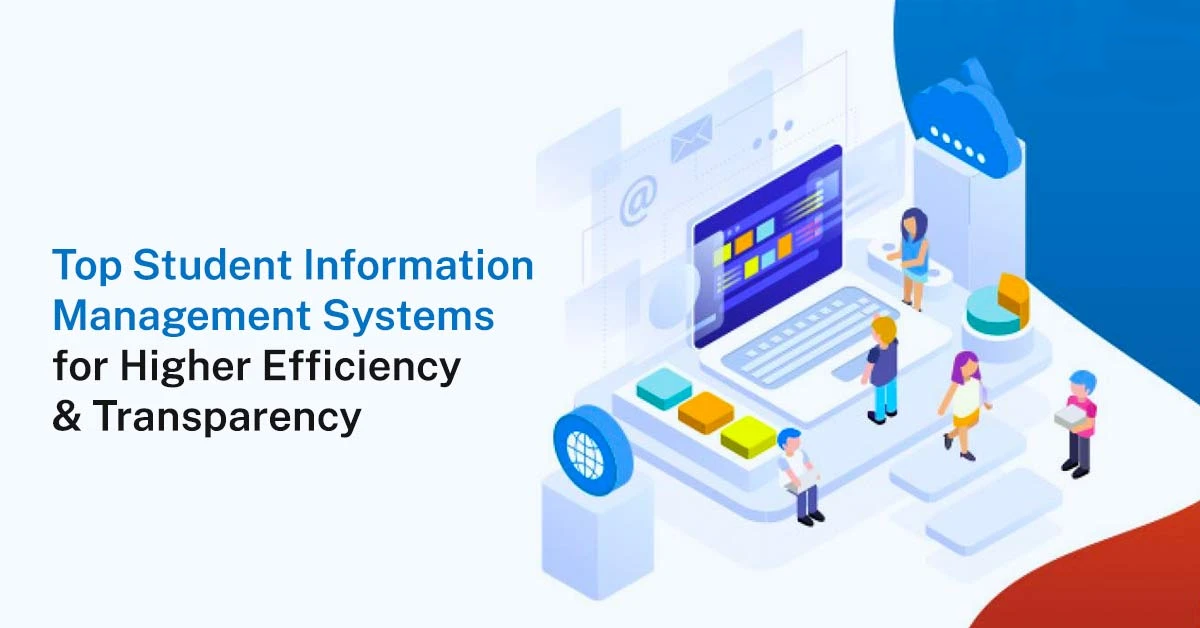 Top Student Information
Management Systems
for Higher Efficiency
& Transparency
@